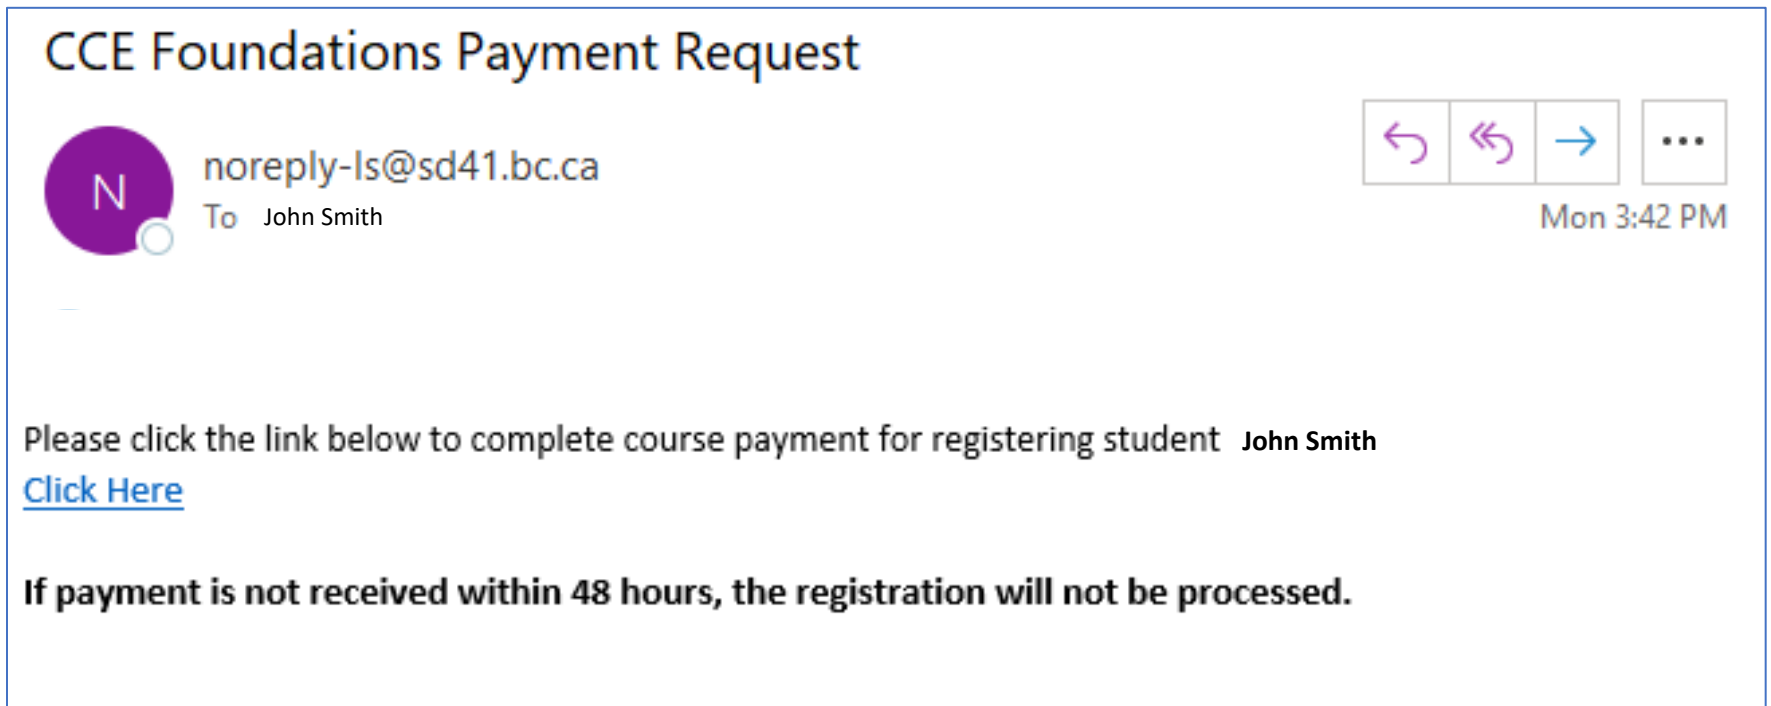 CCE Foundations Payment Request
N
noreply-ls@sd41.bc.ca
To John Smith
Mon 3:42 PM
Please click the link below to complete course payment for registering student John Smith
Click Here
If payment is not received within 48 hours, the registration will not be processed.